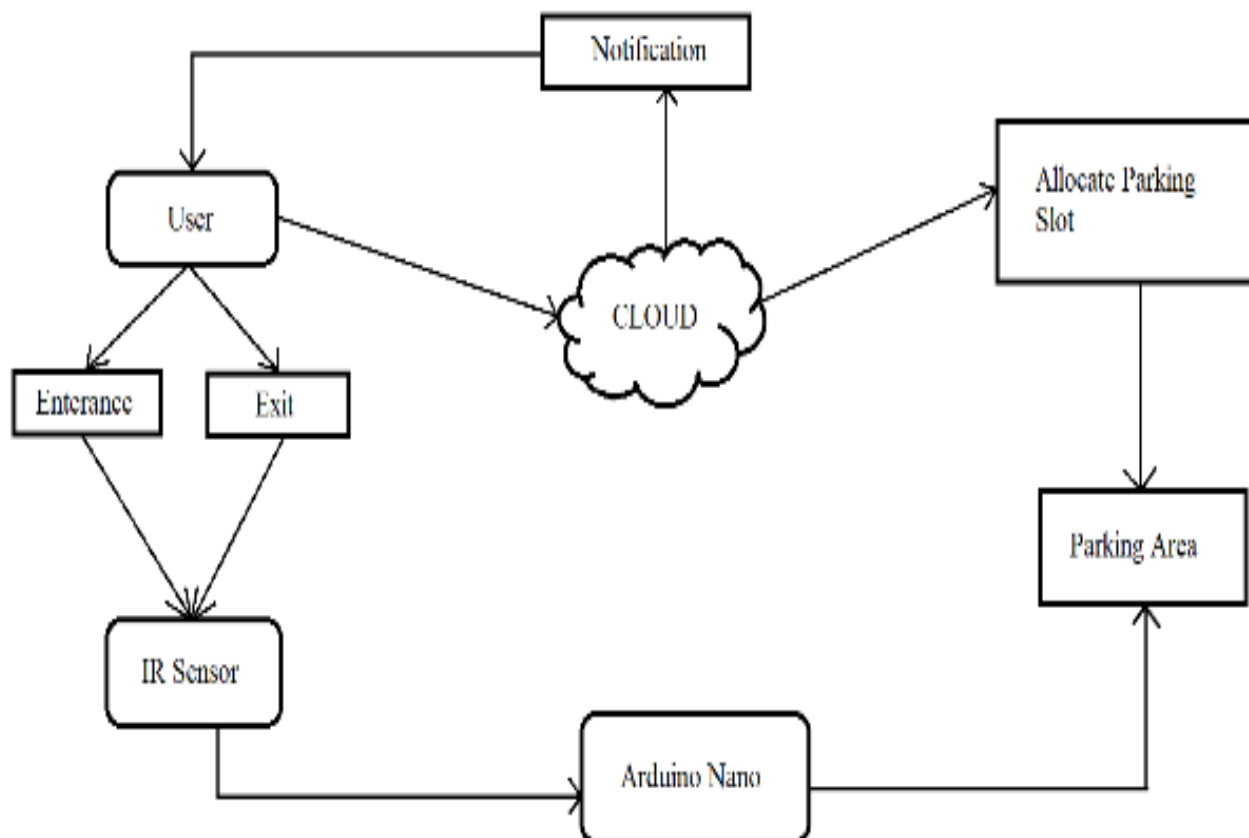 Notification
Allocate Parking
Slot
User
CLOUD
Enterance
Exit
Parking Area
IR Sensor
Arduino Nano